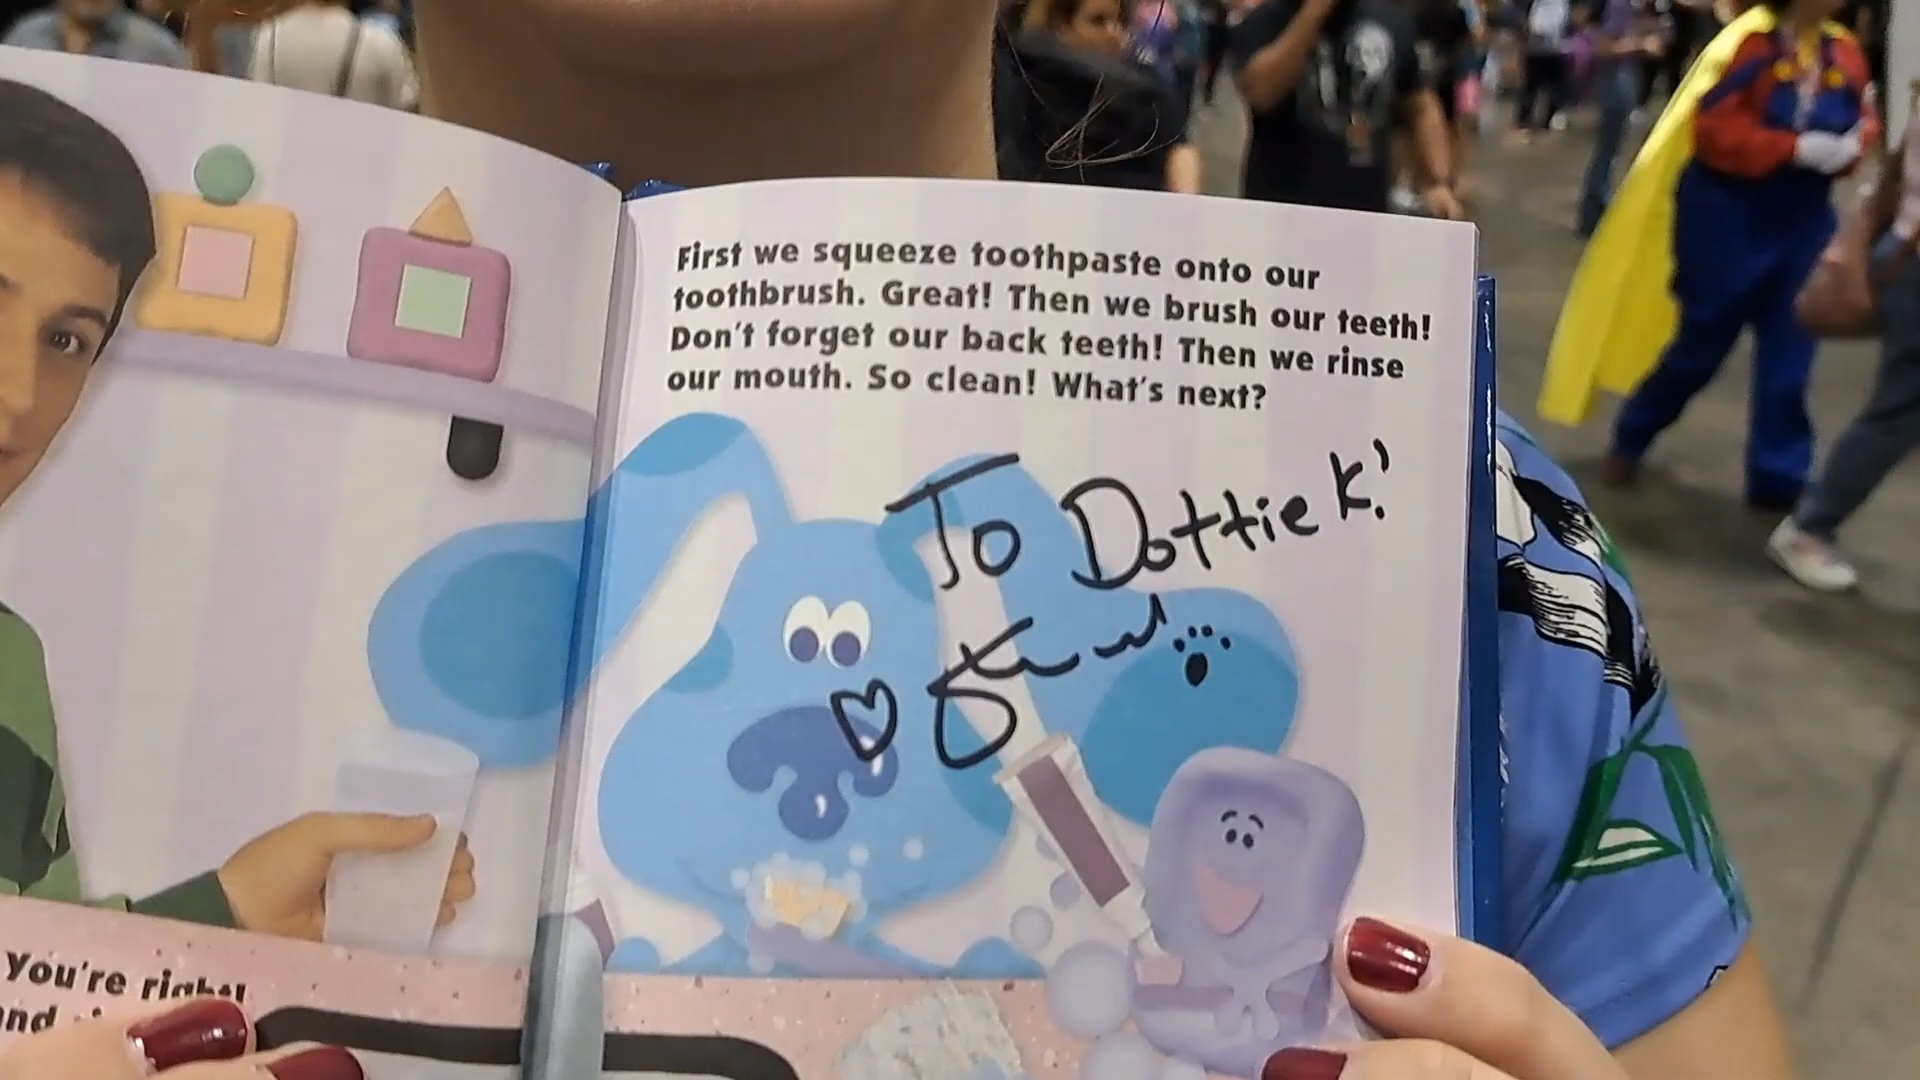 First we squeeze toothpaste onto our
toothbrush. Great! Then we brush our teeth!
Don't forget our back teeth! Then we rinse
our mouth. So clean! What's next?
To Dottie K!
You're right!